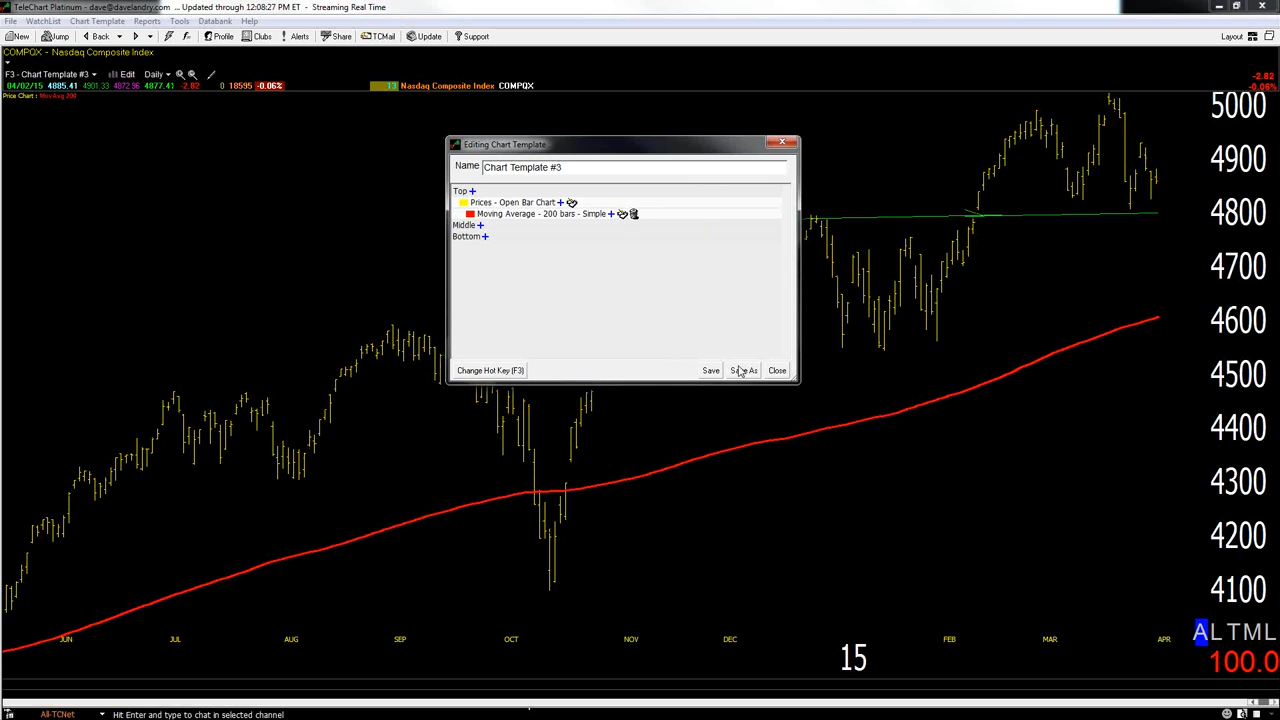 TeleChart Platinum - dave@davelandry.com ... Updated through 12:08:27 PM ET - Streaming Real Time
File WatchList Chart Template Reports Tools Databank Help
New Jump Back Profile Clubs Alerts Share TCMail Update Support Layout
COMPQX - Nasdaq Composite Index
F3 - Chart Template #3 Edit Daily
-2.82
04/02/15 4885.41 4901.33 4872.96 4877.41 -2.82 0 18595 -0.06% 13 Nasdaq Composite Index COMPQX -0.06%
Price Chart : MovAvg 200
5000
4900
4800
4700
4600
4500
4400
4300
4200
4100
Editing Chart Template
Name Chart Template #3
Top +
Prices - Open Bar Chart +
Moving Average - 200 bars - Simple +
Middle +
Bottom +
Change Hot Key (F3) Save Save As Close
JUN JUL AUG SEP OCT NOV DEC 15 FEB MAR APR
A L T M L
100.0
All-TCNet Hit Enter and type to chat in selected channel